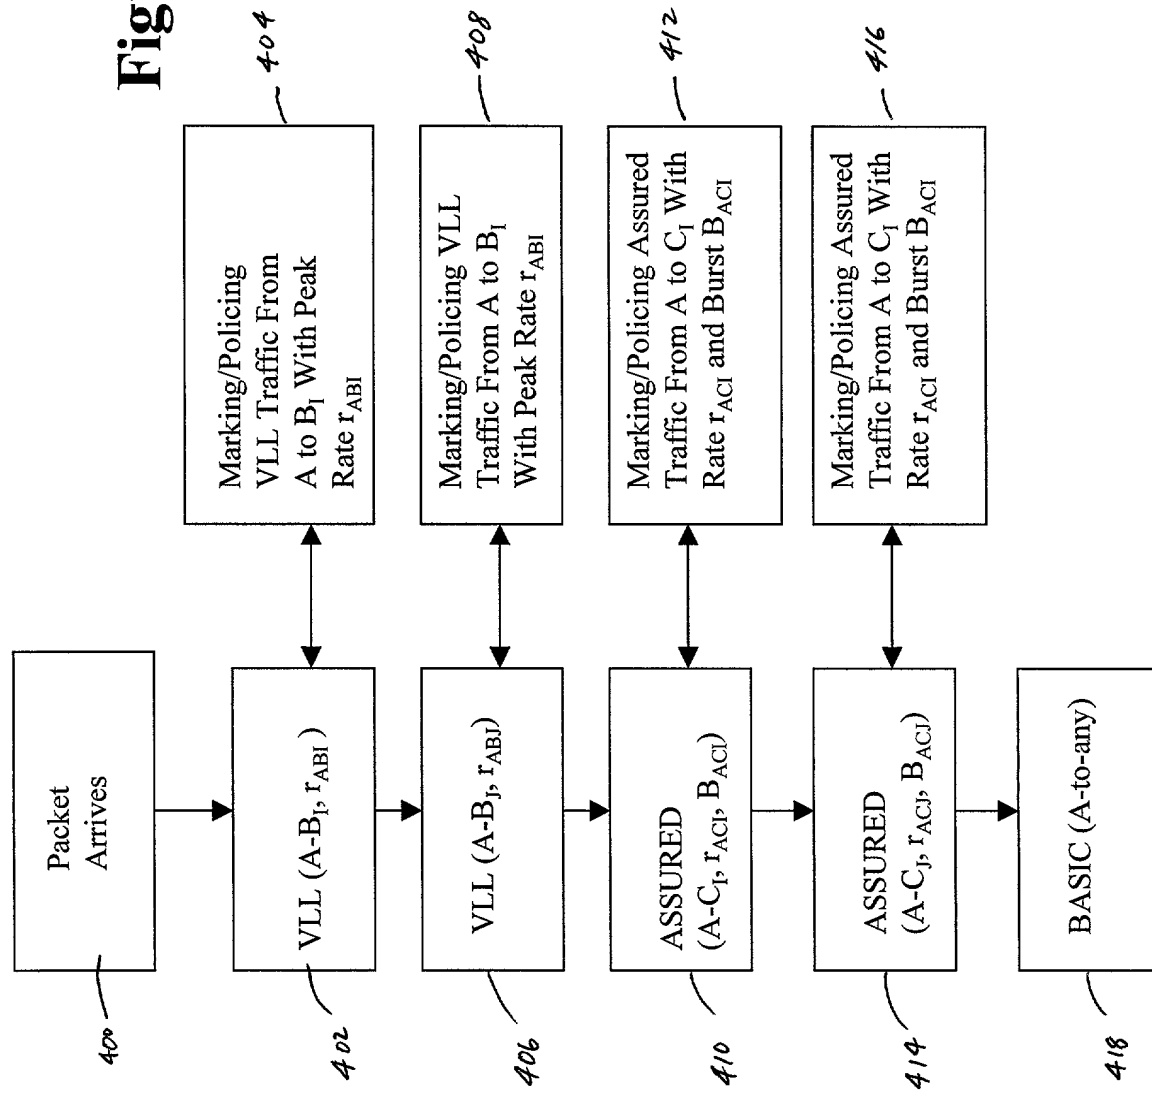 Fig
400
Packet
Arrives
402
VLL (A-B_I, r_ABI )
404
Marking/Policing
VLL Traffic From
A to B_I With Peak
Rate r_ABI
406
VLL (A-B_J, r_ABJ)
408
Marking/Policing VLL
Traffic From A to B_I
With Peak Rate r_ABI
410
ASSURED
(A-C_I, r_ACI, B_ACI)
412
Marking/Policing Assured
Traffic From A to C_I With
Rate r_ACI and Burst B_ACI
414
ASSURED
(A-C_J, r_ACJ, B_ACJ)
416
Marking/Policing Assured
Traffic From A to C_I With
Rate r_ACI and Burst B_ACI
418
BASIC (A-to-any)